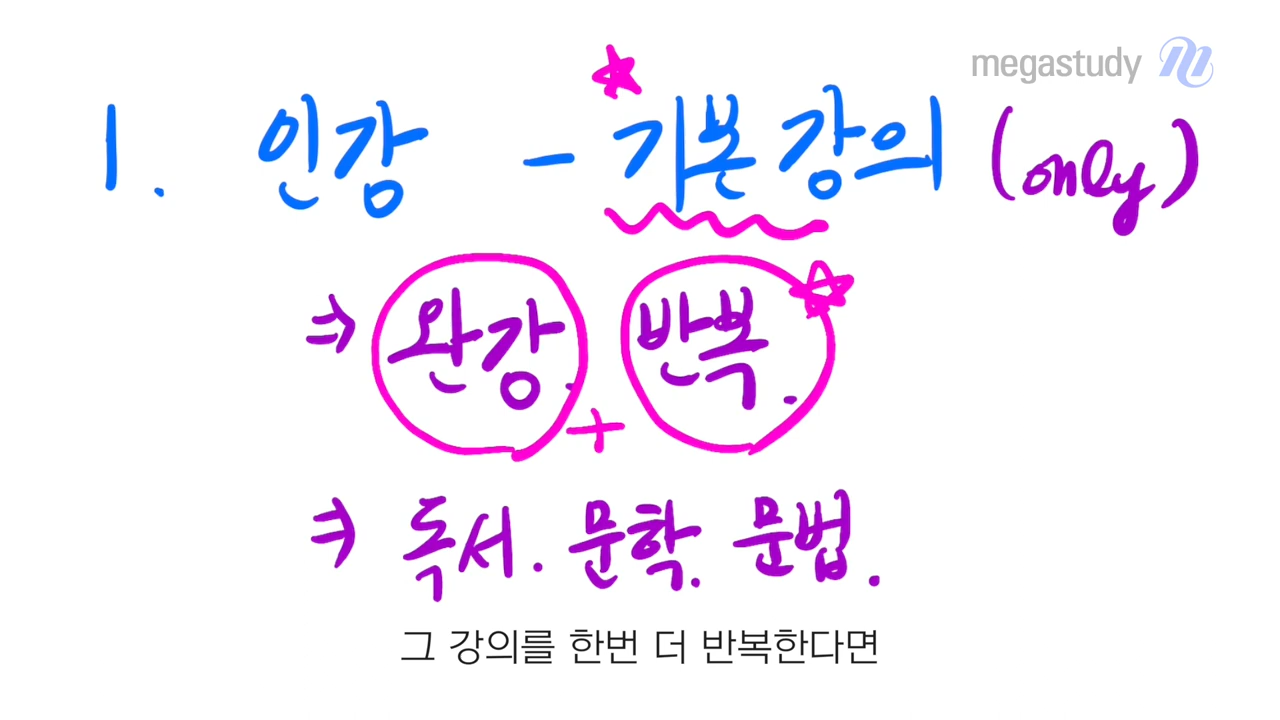 megastudy
1. 인강 - 기본강의 (only)
⇒ 완강. + 반복.
⇒ 독서. 문학. 문법.
그 강의를 한번 더 반복한다면